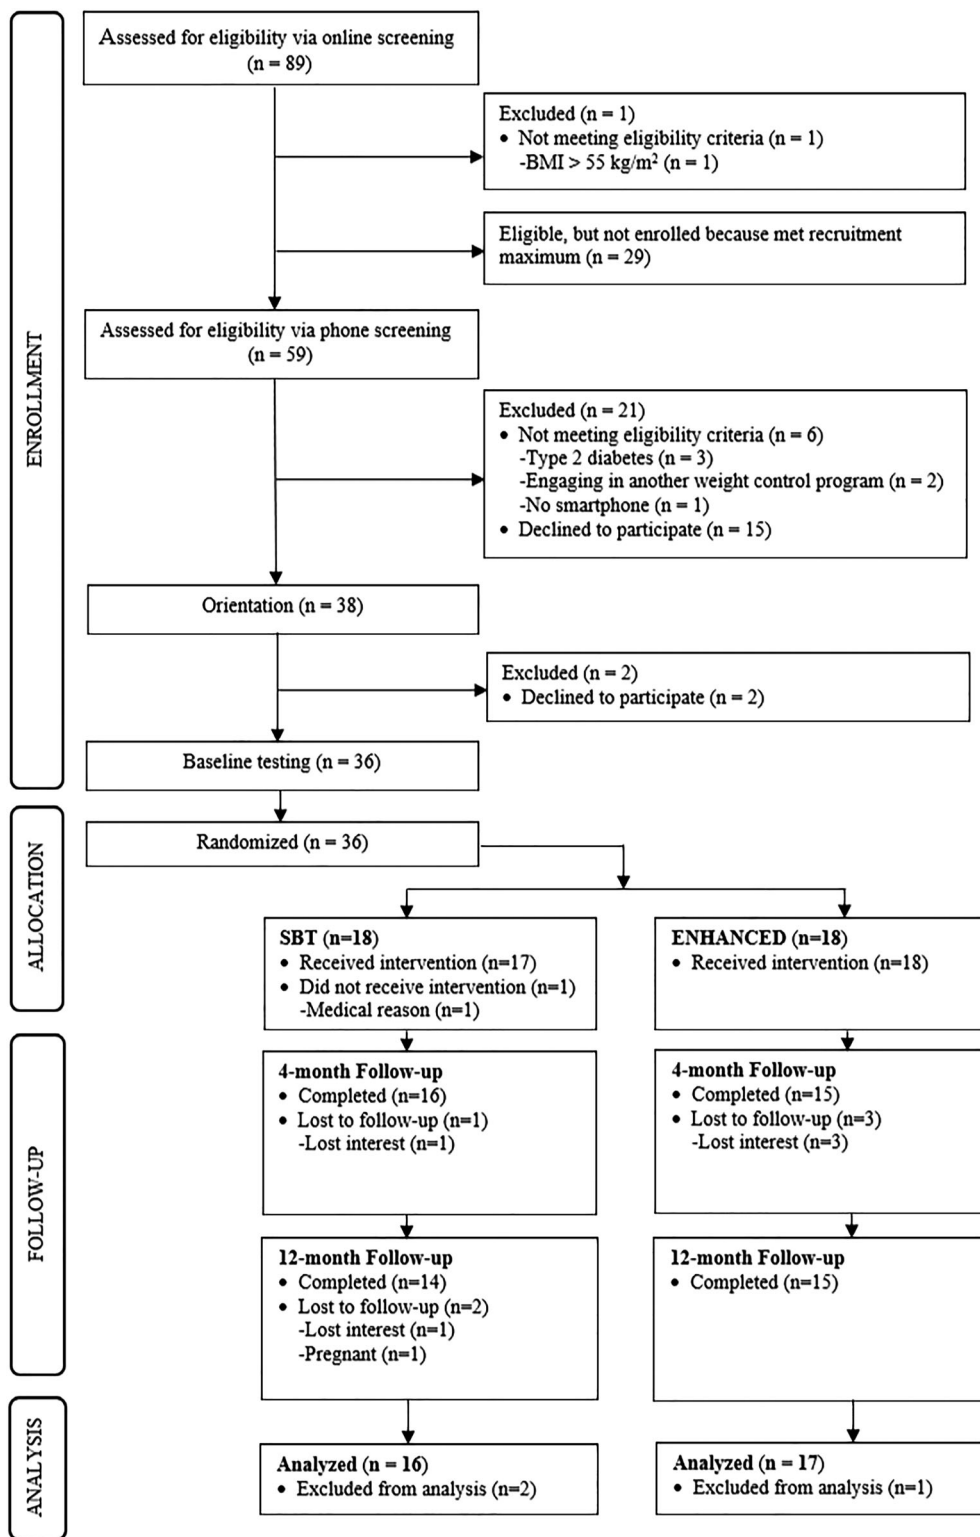 ENROLLMENT
Assessed for eligibility via online screening
(n = 89)
Excluded (n = 1)
• Not meeting eligibility criteria (n = 1)
-BMI > 55 kg/m² (n = 1)
Eligible, but not enrolled because met recruitment
maximum (n = 29)
Assessed for eligibility via phone screening
(n = 59)
Excluded (n = 21)
• Not meeting eligibility criteria (n = 6)
-Type 2 diabetes (n = 3)
-Engaging in another weight control program (n = 2)
-No smartphone (n = 1)
• Declined to participate (n = 15)
Orientation (n = 38)
Excluded (n = 2)
• Declined to participate (n = 2)
Baseline testing (n = 36)
ALLOCATION
Randomized (n = 36)
SBT (n=18)
• Received intervention (n=17)
• Did not receive intervention (n=1)
-Medical reason (n=1)
ENHANCED (n=18)
• Received intervention (n=18)
FOLLOW-UP
4-month Follow-up
• Completed (n=16)
• Lost to follow-up (n=1)
-Lost interest (n=1)
4-month Follow-up
• Completed (n=15)
• Lost to follow-up (n=3)
-Lost interest (n=3)
12-month Follow-up
• Completed (n=14)
• Lost to follow-up (n=2)
-Lost interest (n=1)
-Pregnant (n=1)
12-month Follow-up
• Completed (n=15)
ANALYSIS
Analyzed (n = 16)
• Excluded from analysis (n=2)
Analyzed (n = 17)
• Excluded from analysis (n=1)